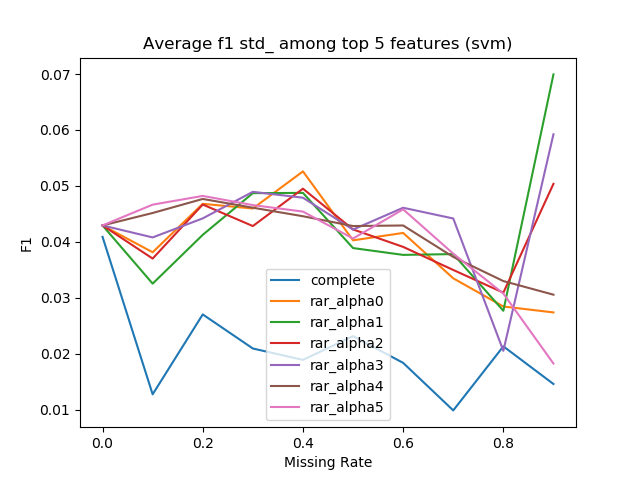 Average f1 std_ among top 5 features (svm)
0.07
0.06
0.05
0.04
0.03
0.02
0.01
F1
complete
rar_alpha0
rar_alpha1
rar_alpha2
rar_alpha3
rar_alpha4
rar_alpha5
0.0 0.2 0.4 0.6 0.8
Missing Rate